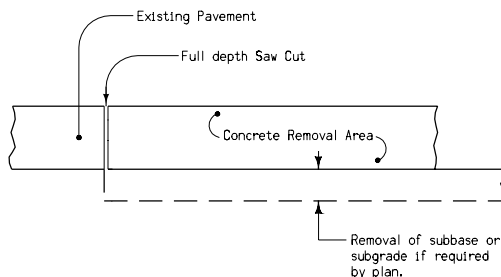 Existing Pavement
Full depth Saw Cut
Concrete Removal Area
Removal of subbase or
subgrade if required
by plan.